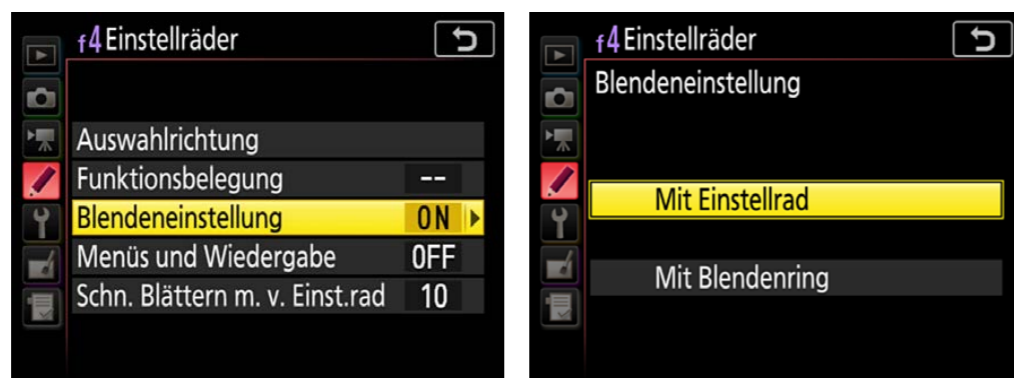 f4 Einstellräder
Auswahlrichtung
Funktionsbelegung --
Blendeneinstellung ON
Menüs und Wiedergabe OFF
Schn. Blättern m. v. Einst.rad 10
f4 Einstellräder
Blendeneinstellung
Mit Einstellrad
Mit Blendenring